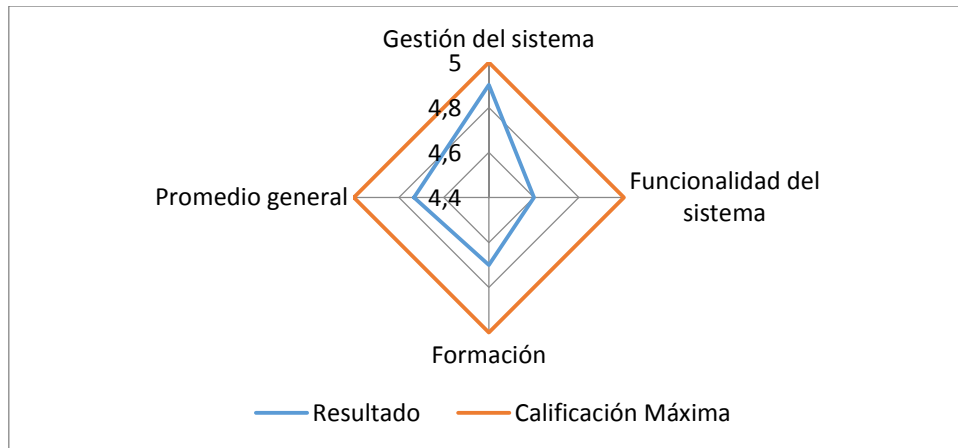 Gestión del sistema
5
4,8
4,6
4,4
Promedio general
Funcionalidad del
sistema
Formación
Resultado
Calificación Máxima